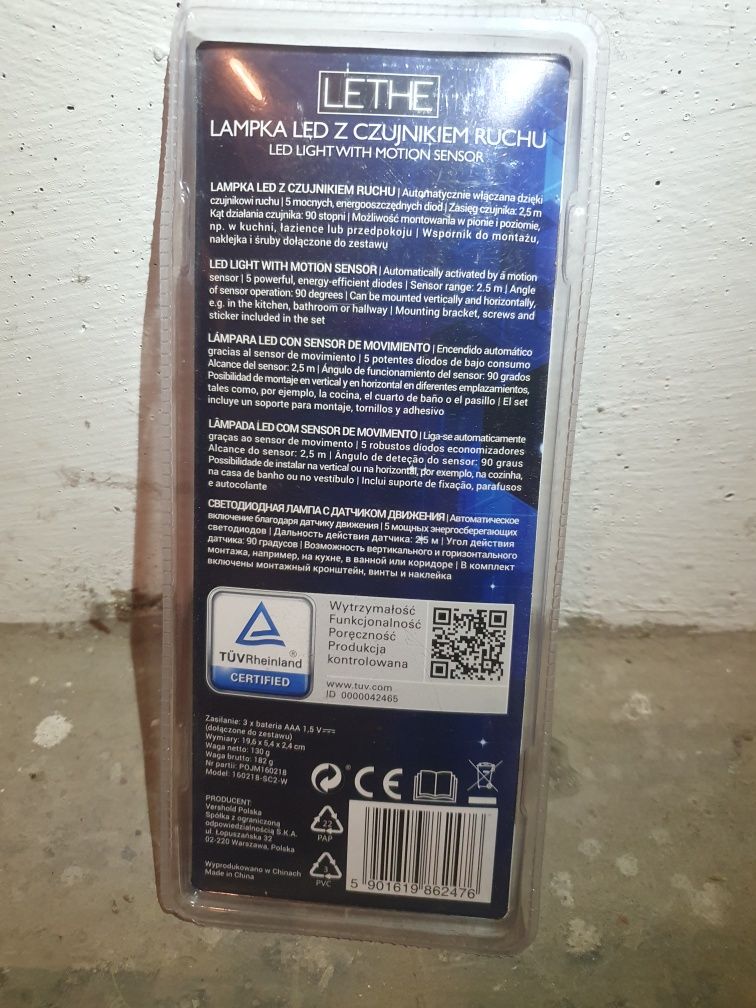 LETHE
LAMPKA LED Z CZUJNIKIEM RUCHU
LED LIGHT WITH MOTION SENSOR
LAMPKA LED Z CZUJNIKIEM RUCHU | Automatycznie włączana dzięki
czujnikowi ruchu | 5 mocnych, energooszczędnych diod | Zasięg czujnika: 2,5 m
Kąt działania czujnika: 90 stopni | Możliwość montowania w pionie i poziomie,
np. w kuchni, łazience lub przedpokoju | Wspornik do montażu,
naklejka i śruby dołączone do zestawu
LED LIGHT WITH MOTION SENSOR | Automatically activated by a motion
sensor | 5 powerful, energy-efficient diodes | Sensor range: 2.5 m | Angle
of sensor operation: 90 degrees | Can be mounted vertically and horizontally,
e.g. in the kitchen, bathroom or hallway | Mounting bracket, screws and
sticker included in the set
LÁMPARA LED CON SENSOR DE MOVIMIENTO | Encendido automático
gracias al sensor de movimiento | 5 potentes diodos de bajo consumo
Alcance del sensor: 2,5 m | Ángulo de funcionamiento del sensor: 90 grados
Posibilidad de montaje en vertical y en horizontal en diferentes emplazamientos,
tales como, por ejemplo, la cocina, el cuarto de baño o el pasillo | El set
incluye un soporte para montaje, tornillos y adhesivo
LÂMPADA LED COM SENSOR DE MOVIMENTO | Liga-se automaticamente
graças ao sensor de movimento | 5 robustos díodos economizadores
Alcance do sensor: 2,5 m | Ângulo de deteção do sensor: 90 graus
Possibilidade de instalar na vertical ou na horizontal, por exemplo, na cozinha,
na casa de banho ou no vestíbulo | Inclui suporte de fixação, parafusos
e autocolante
СВЕТОДИОДНАЯ ЛАМПА С ДАТЧИКОМ ДВИЖЕНИЯ | Автоматическое
включение благодаря датчику движения | 5 мощных энергосберегающих
светодиодов | Дальность действия датчика: 2,5 м | Угол действия
датчика: 90 градусов | Возможность вертикального и горизонтального
монтажа, например, на кухне, в ванной или коридоре | В комплект
включены монтажный кронштейн, винты и наклейка
TÜVRheinland ®
CERTIFIED
Wytrzymałość
Funkcjonalność
Poręczność
Produkcja
kontrolowana
www.tuv.com
ID 0000042465
Zasilanie: 3 x bateria AAA 1,5 V
(dołączone do zestawu)
Wymiary: 19,6 x 5,4 x 2,4 cm
Waga netto: 130 g
Waga brutto: 182 g
Nr partii: POJM160218
Model: 160218-SC2-W
PRODUCENT:
Vershold Polska
Spółka z ograniczoną
odpowiedzialnością S.K.A.
ul. Łopuszańska 32
02-220 Warszawa, Polska
Wyprodukowano w Chinach
Made in China
®
CE
22
PAP
3
PVC
5 901619 862476